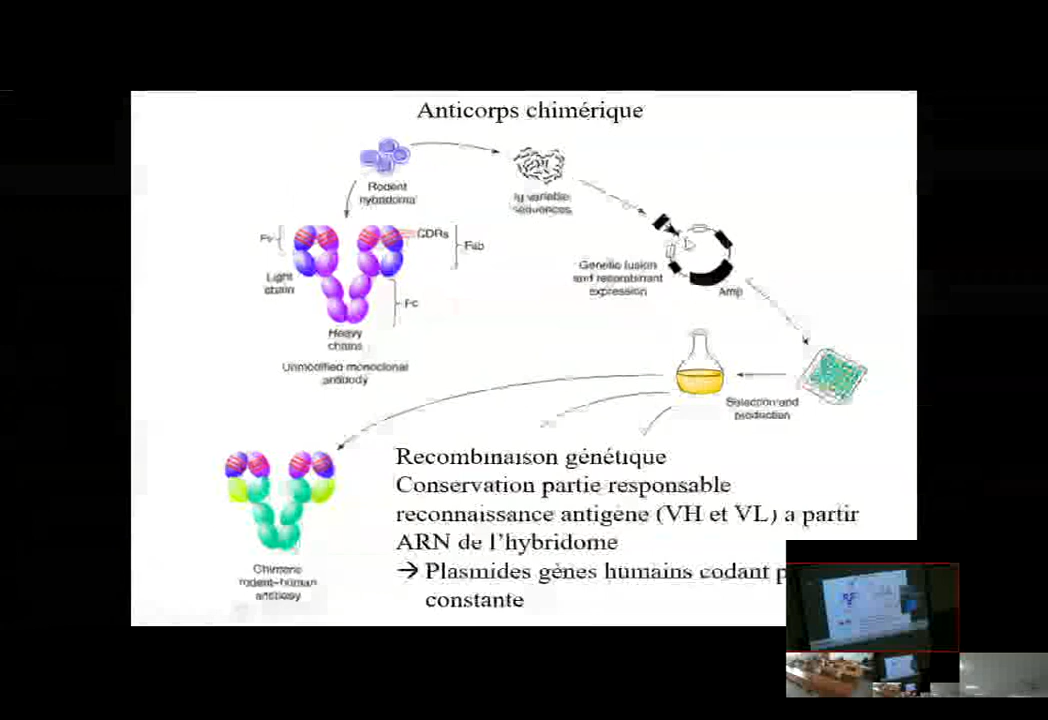 Anticorps chimérique
Rodent
hybridoma
Ig variable
sequences
Fv
CDRs
Fab
Light
chain
Fc
Heavy
chains
Unmodified monoclonal
antibody
Genetic fusion
and recombinant
expression
Amp
Selection and
production
Recombinaison génétique
Conservation partie responsable
reconnaissance antigène (VH et VL) a partir
ARN de l'hybridome
→ Plasmides gènes humains codant
constante
Chimeric
rodent-human
antibody